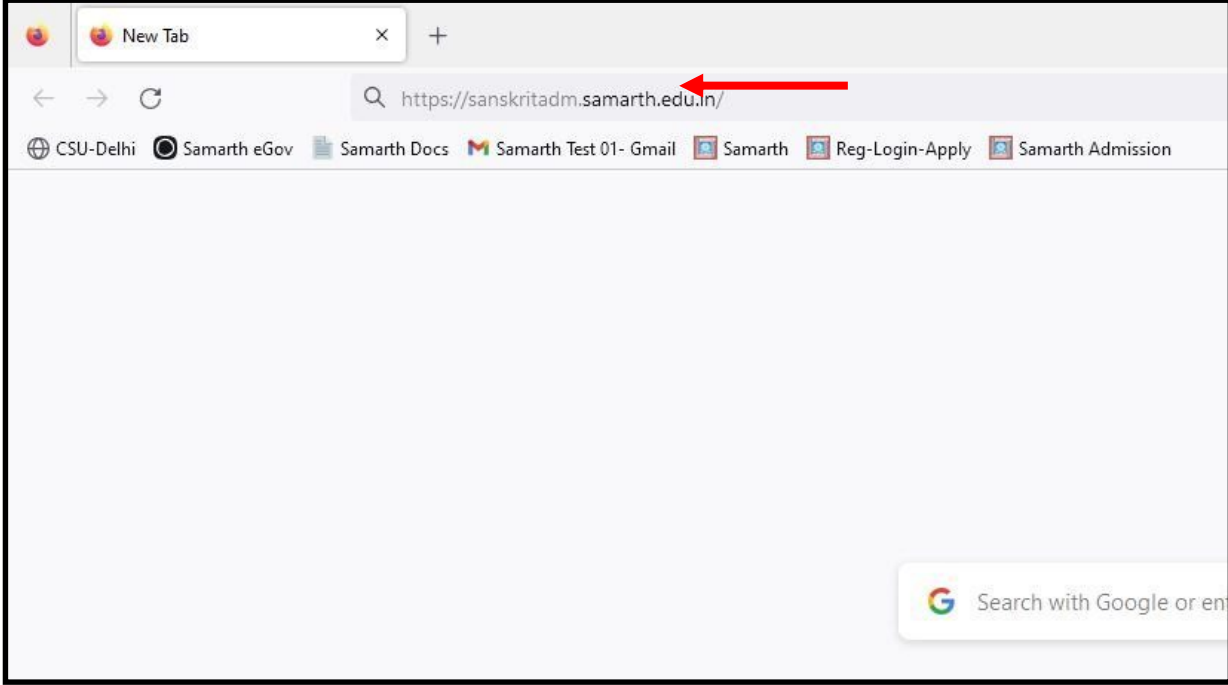 New Tab
https://sanskritadm.samarth.edu.in/
CSU-Delhi Samarth eGov Samarth Docs Samarth Test 01- Gmail Samarth Reg-Login-Apply Samarth Admission
Search with Google or en